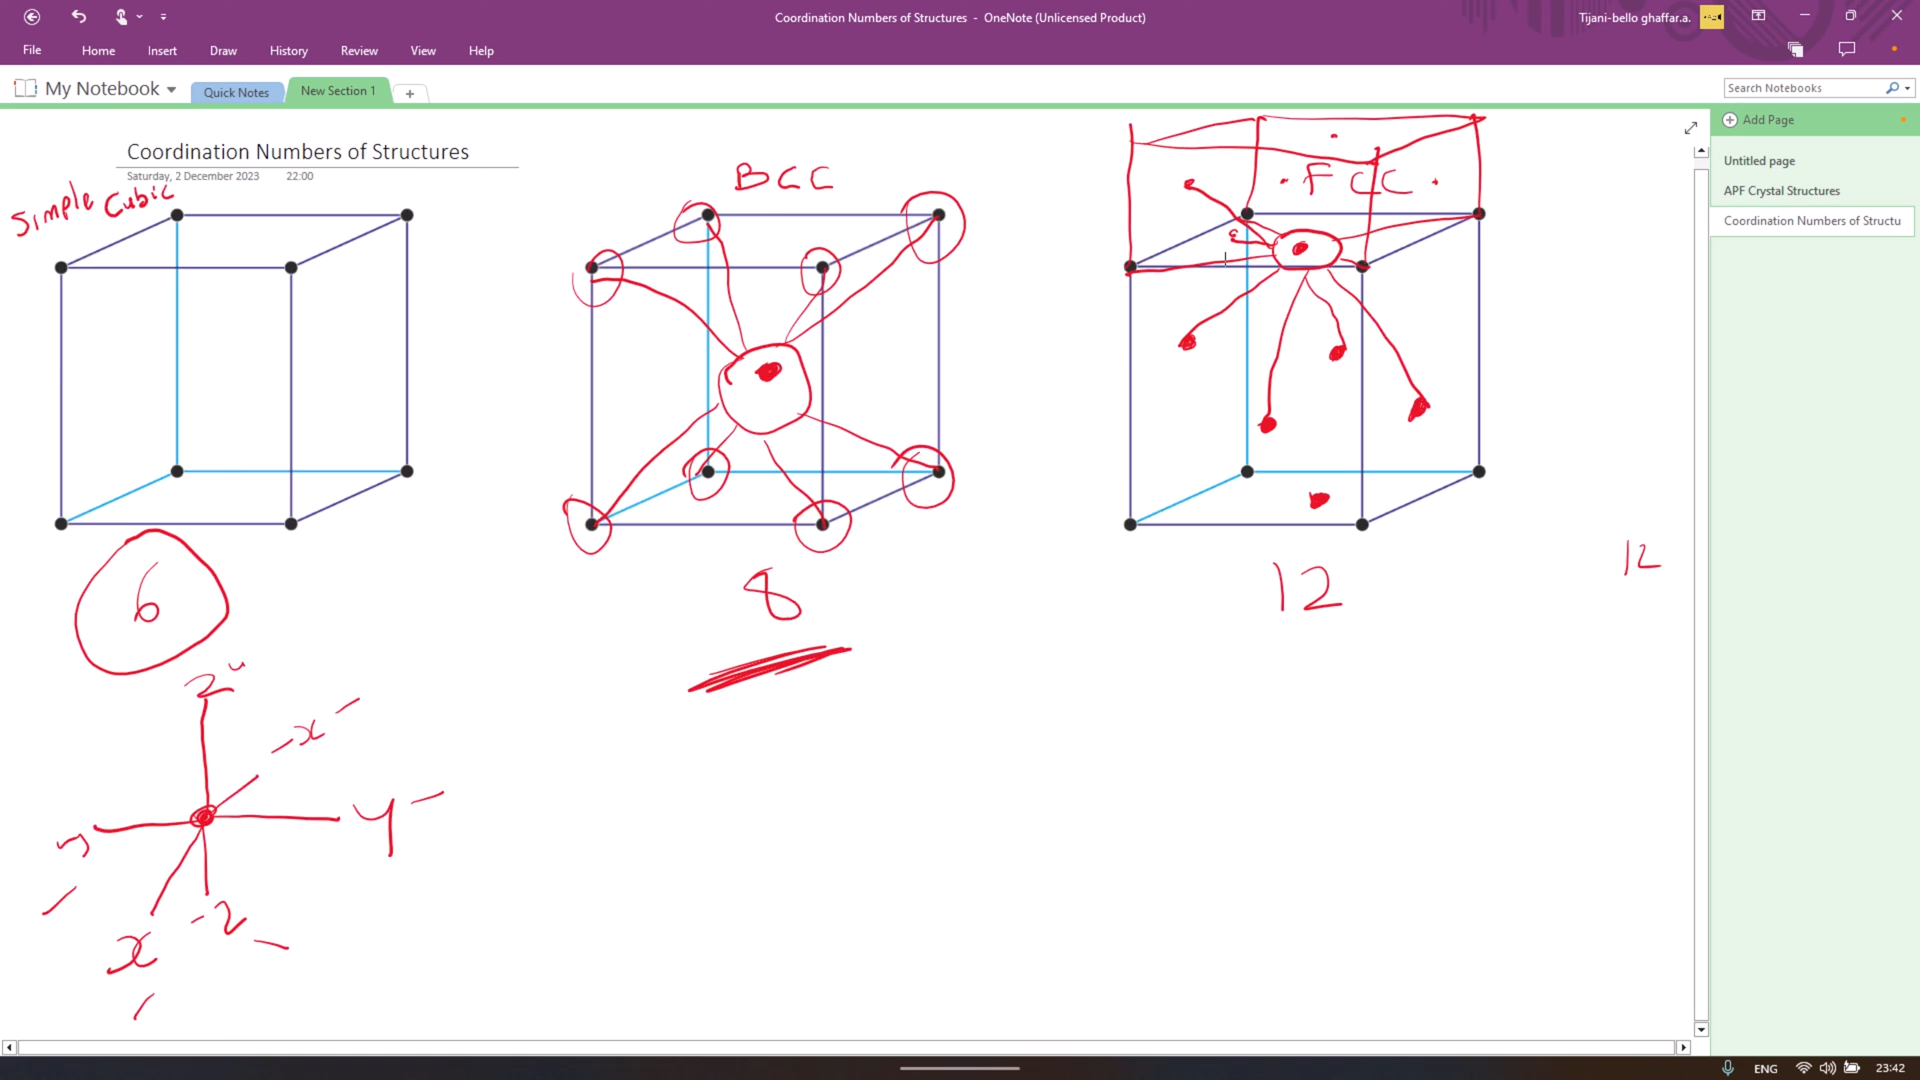 Coordination Numbers of Structures - OneNote (Unlicensed Product)
Tijani-bello ghaffar.a.
File Home Insert Draw History Review View Help
My Notebook
Quick Notes
New Section 1
Search Notebooks
Add Page
Untitled page
APF Crystal Structures
Coordination Numbers of Structu
Coordination Numbers of Structures
Saturday, 2 December 2023 22:00
Simple Cubic
BCC
FCC
6
8
12
12
z
-x
y
x
-z
ENG
23:42